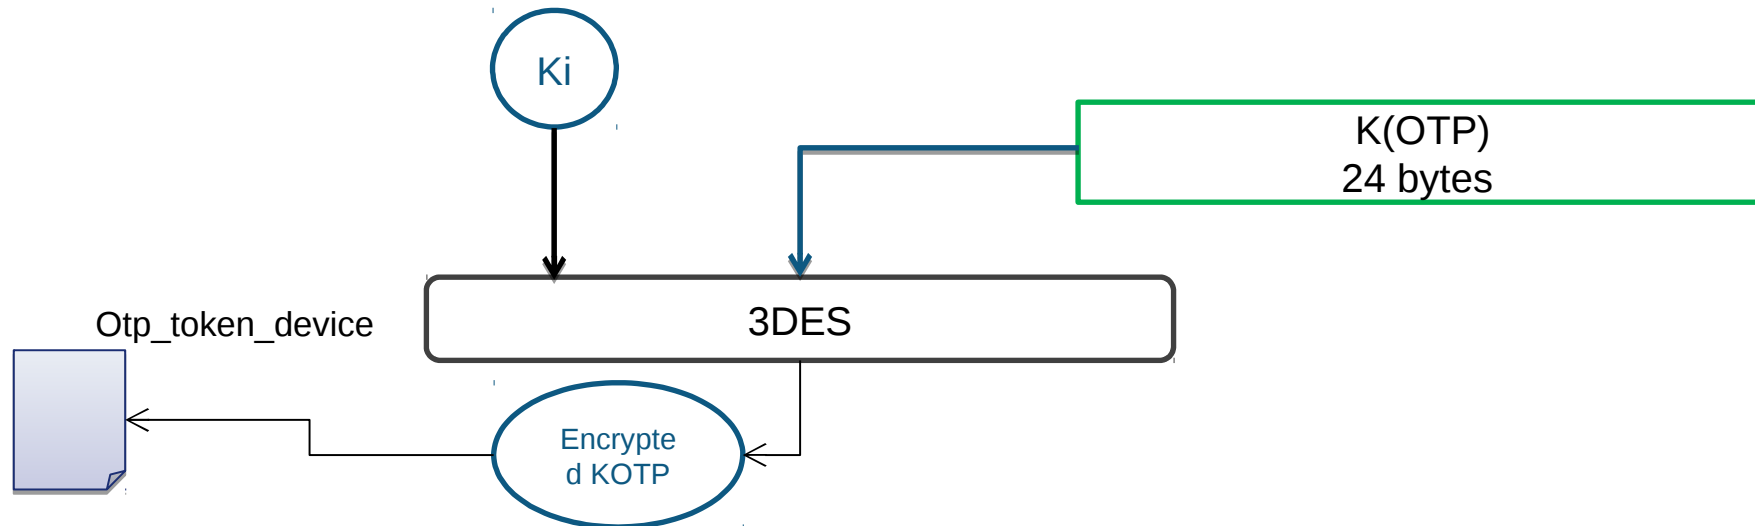 Ki
K(OTP)
24 bytes
3DES
Otp_token_device
Encrypte
d KOTP